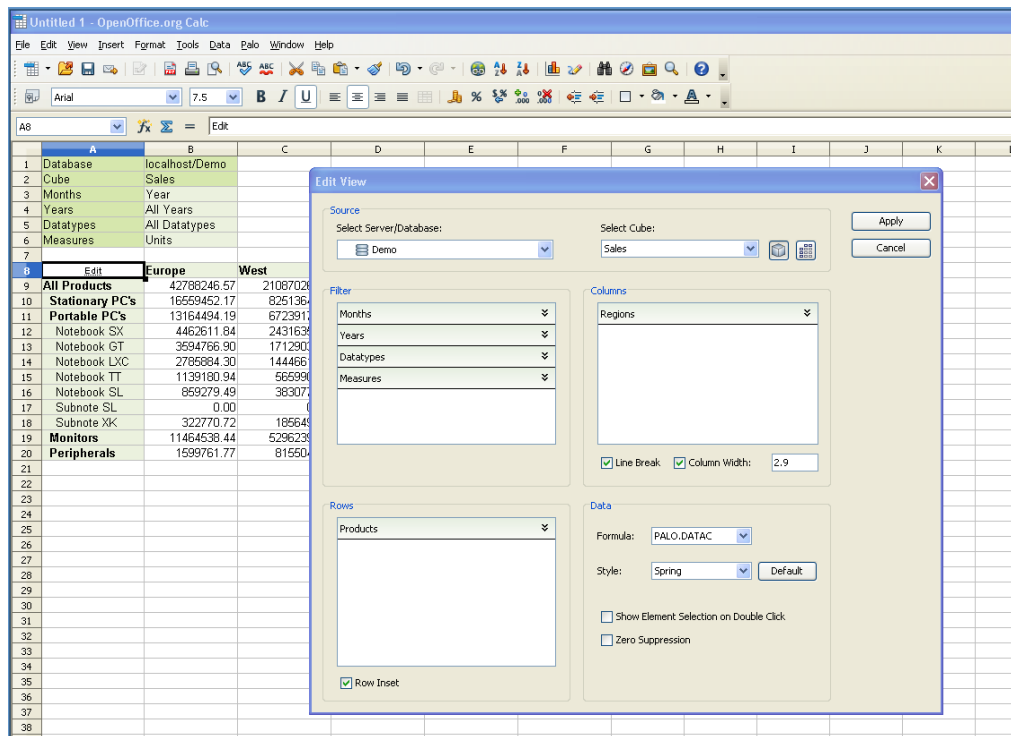 Untitled 1 - OpenOffice.org Calc
File Edit View Insert Format Tools Data Palo Window Help
Arial 7.5 B I U
A8 Edit
A B C D E F G H I J K
1 Database localhost/Demo
2 Cube Sales
3 Months Year
4 Years All Years
5 Datatypes All Datatypes
6 Measures Units
7
8 Edit Europe West
9 All Products 42788246.57
10 Stationary PC's 16559452.17
11 Portable PC's 13164494.19
12 Notebook SX 4462611.84
13 Notebook GT 3594766.90
14 Notebook LXC 2785884.30
15 Notebook TT 1139180.94
16 Notebook SL 859279.49
17 Subnote SL 0.00
18 Subnote XK 322770.72
19 Monitors 11464538.44
20 Peripherals 1599761.77
21
22
23
24
25
26
27
28
29
30
31
32
33
34
35
36
37
38
Edit View
Source
Select Server/Database:
Demo
Select Cube:
Sales
Apply
Cancel
Filter
Months
Years
Datatypes
Measures
Columns
Regions
Line Break Column Width: 2.9
Rows
Products
Row Inset
Data
Formula: PALO.DATAC
Style: Spring Default
Show Element Selection on Double Click
Zero Suppression